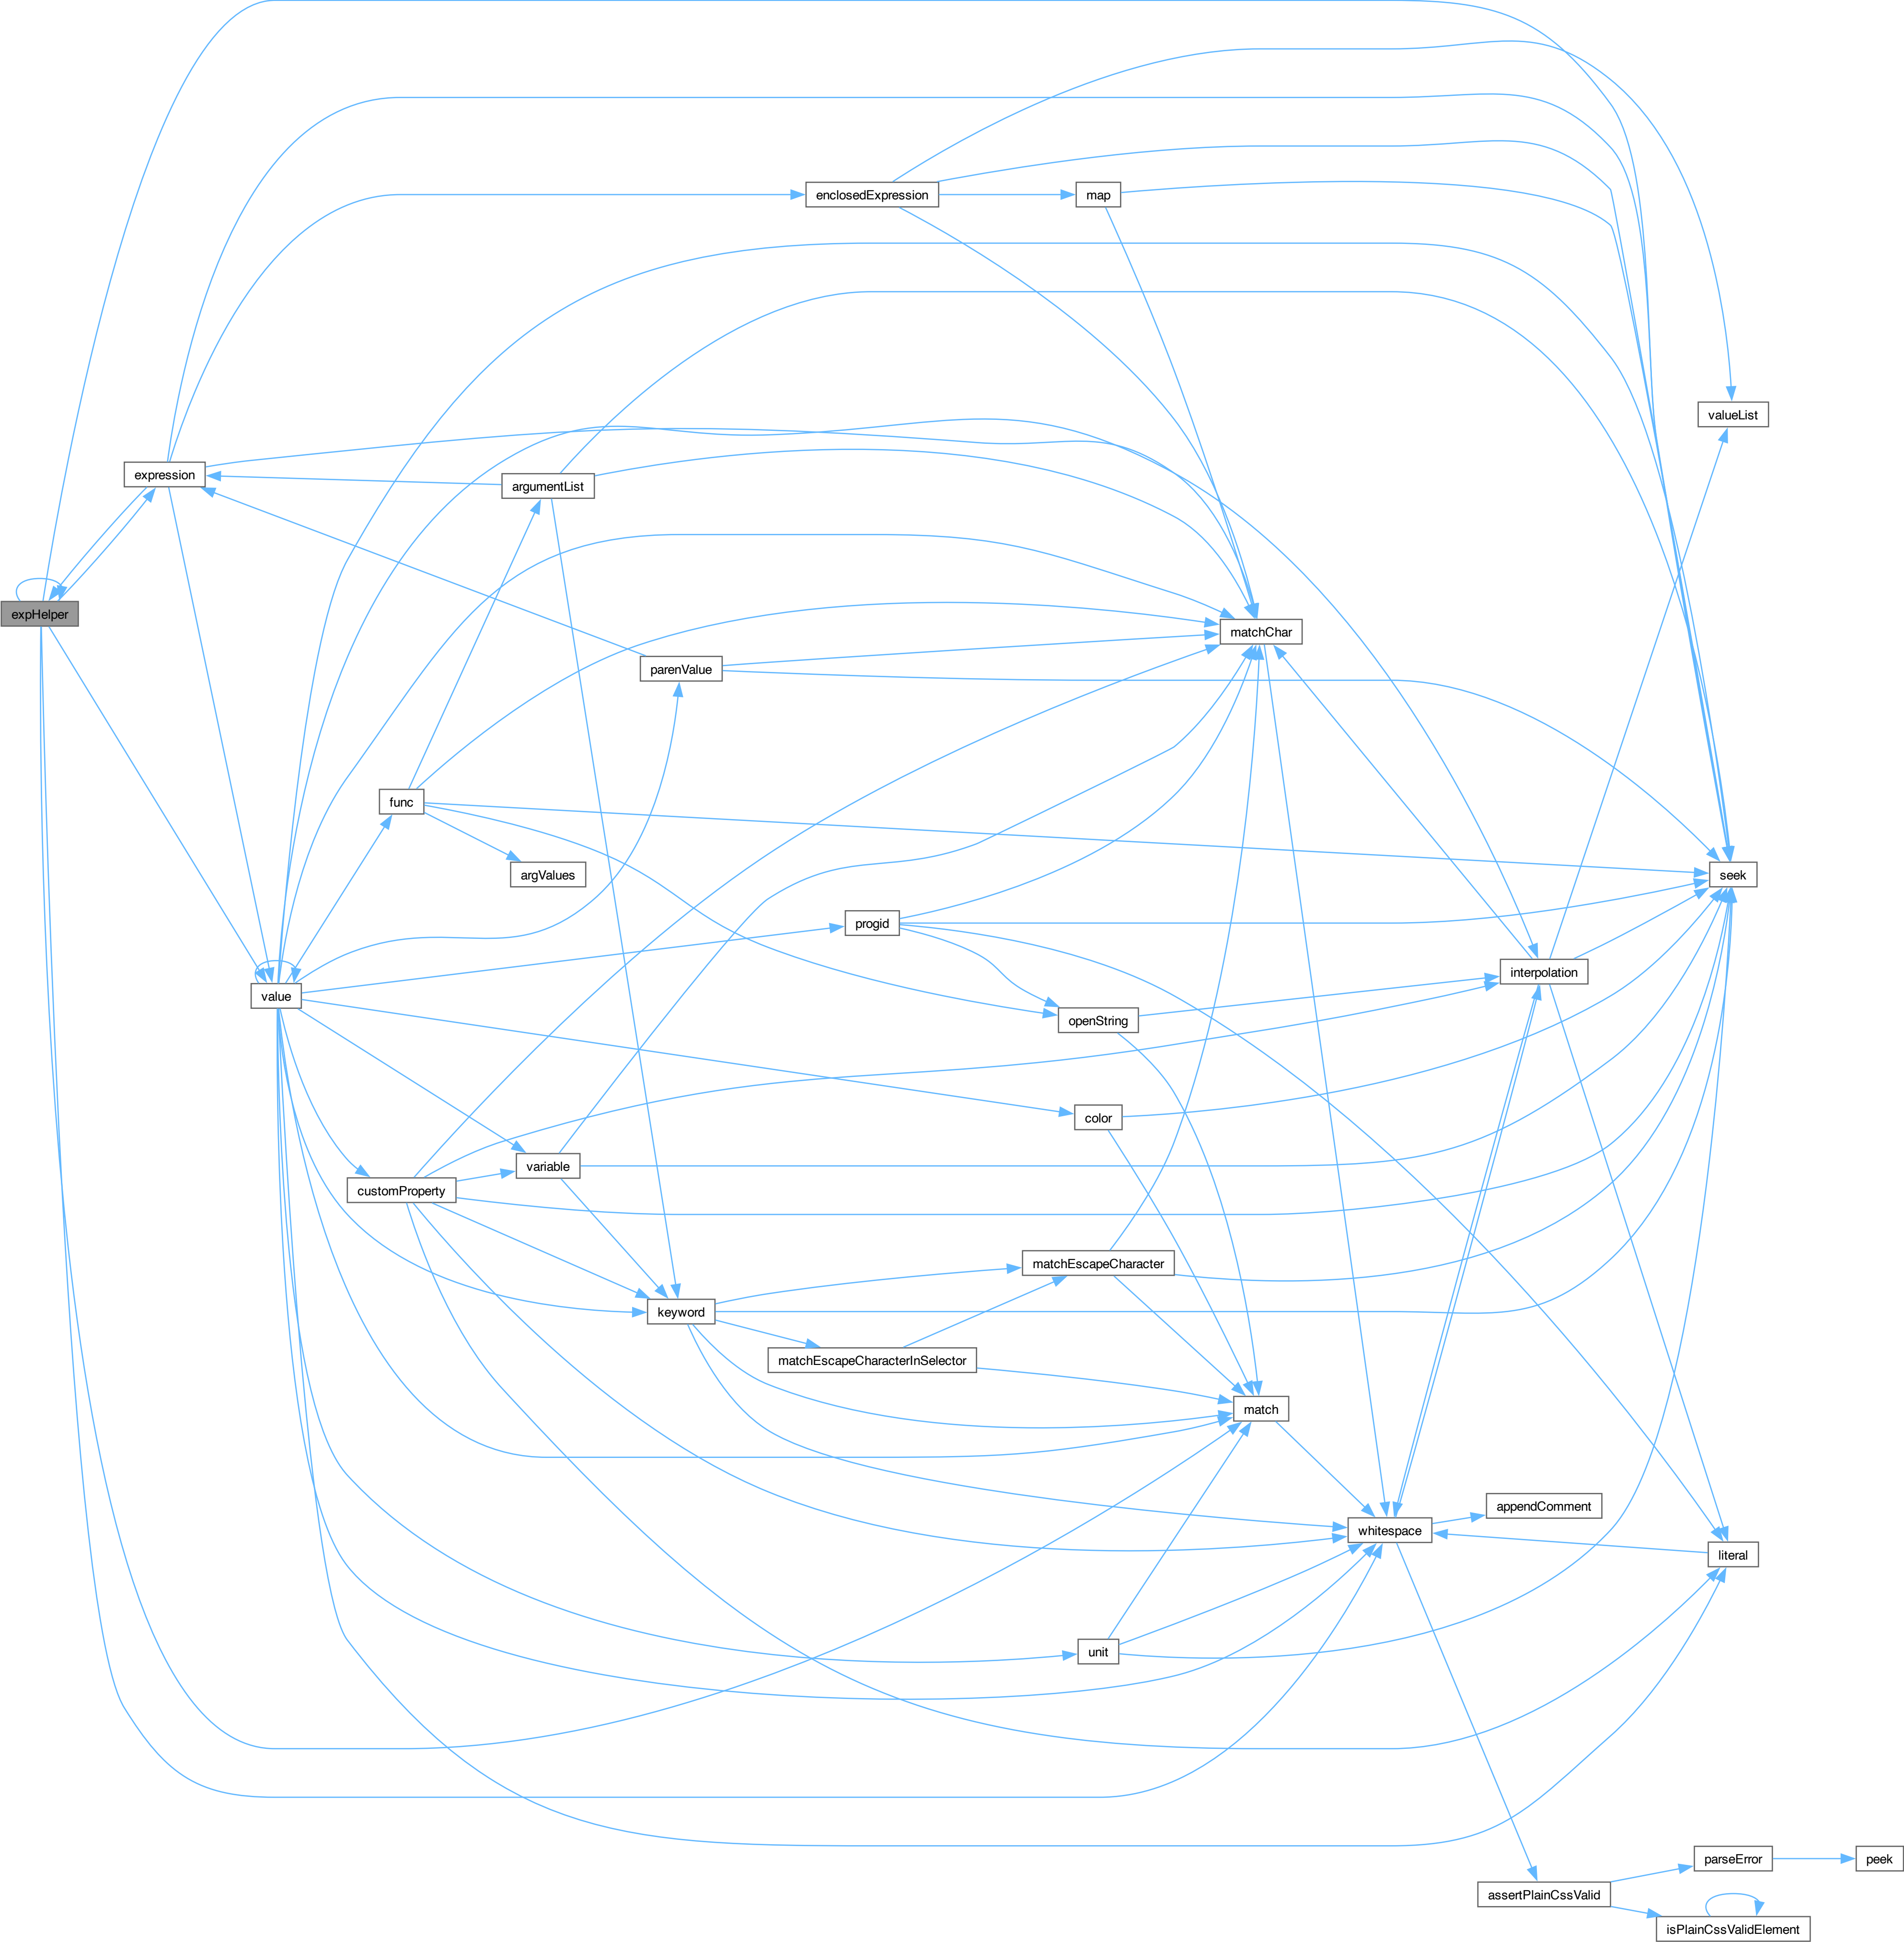 enclosedExpression
map
valueList
expression
argumentList
expHelper
matchChar
parenValue
func
argValues
seek
progid
interpolation
value
openString
color
variable
customProperty
matchEscapeCharacter
keyword
matchEscapeCharacterInSelector
match
appendComment
whitespace
literal
unit
parseError
peek
assertPlainCssValid
isPlainCssValidElement